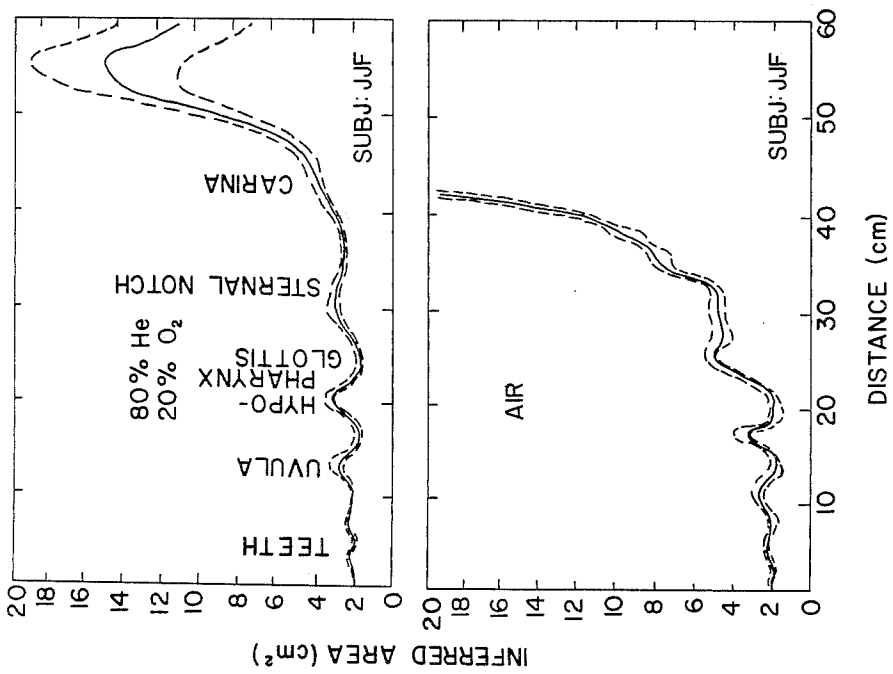 INFERRED AREA (cm²)
20
18
16
14
12
10
8
6
4
2
0
80% He
20% O₂
TEETH
UVULA
HYPO-
PHARYNX
GLOTTIS
STERNAL NOTCH
CARINA
SUBJ: JJF
20
18
16
14
12
10
8
6
4
2
0
AIR
SUBJ: JJF
10
20
30
40
50
60
DISTANCE (cm)